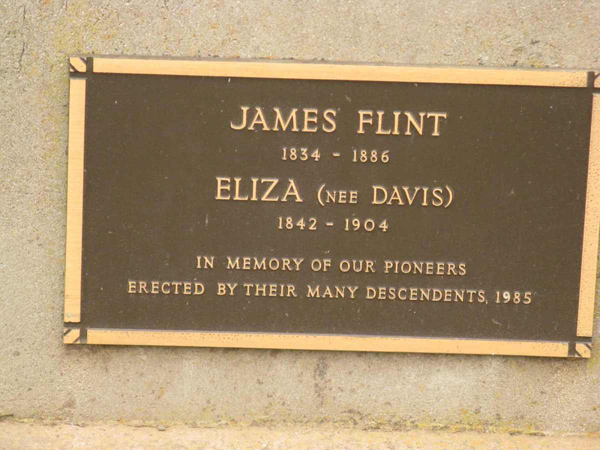 JAMES FLINT
1834 - 1886
ELIZA (NEE DAVIS)
1842 - 1904
IN MEMORY OF OUR PIONEERS
ERECTED BY THEIR MANY DESCENDENTS, 1985